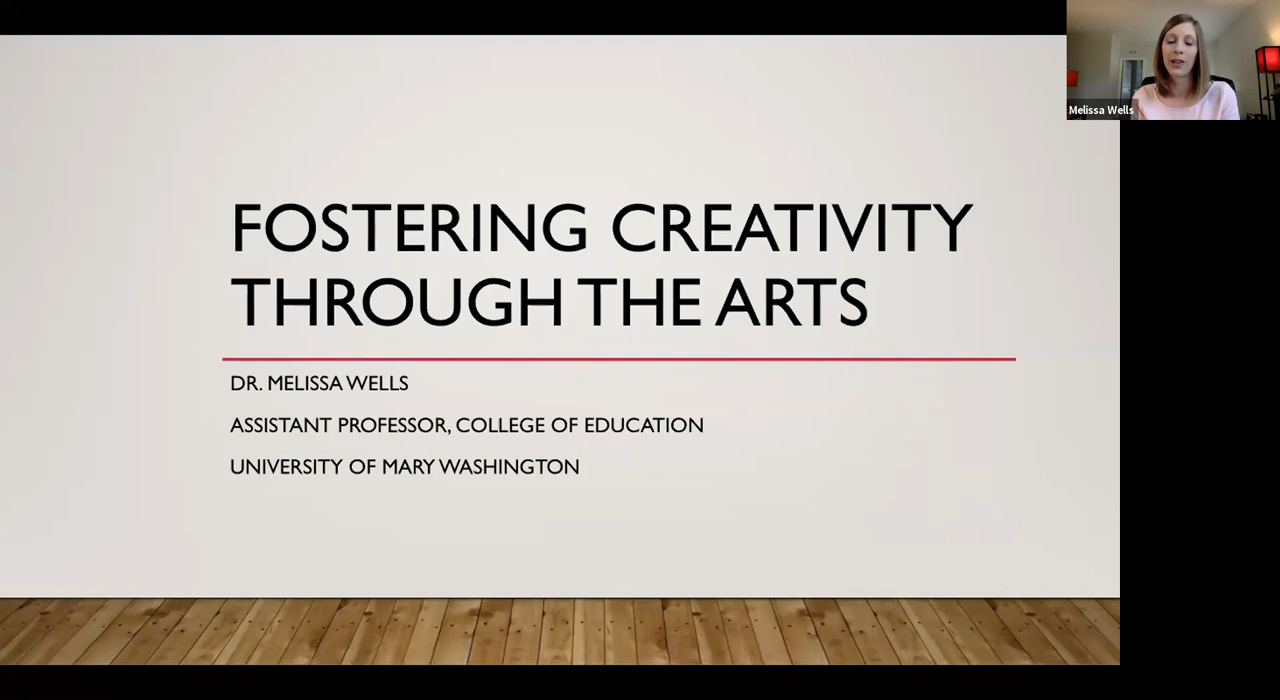 Melissa Wells
FOSTERING CREATIVITY
THROUGH THE ARTS
DR. MELISSA WELLS
ASSISTANT PROFESSOR, COLLEGE OF EDUCATION
UNIVERSITY OF MARY WASHINGTON